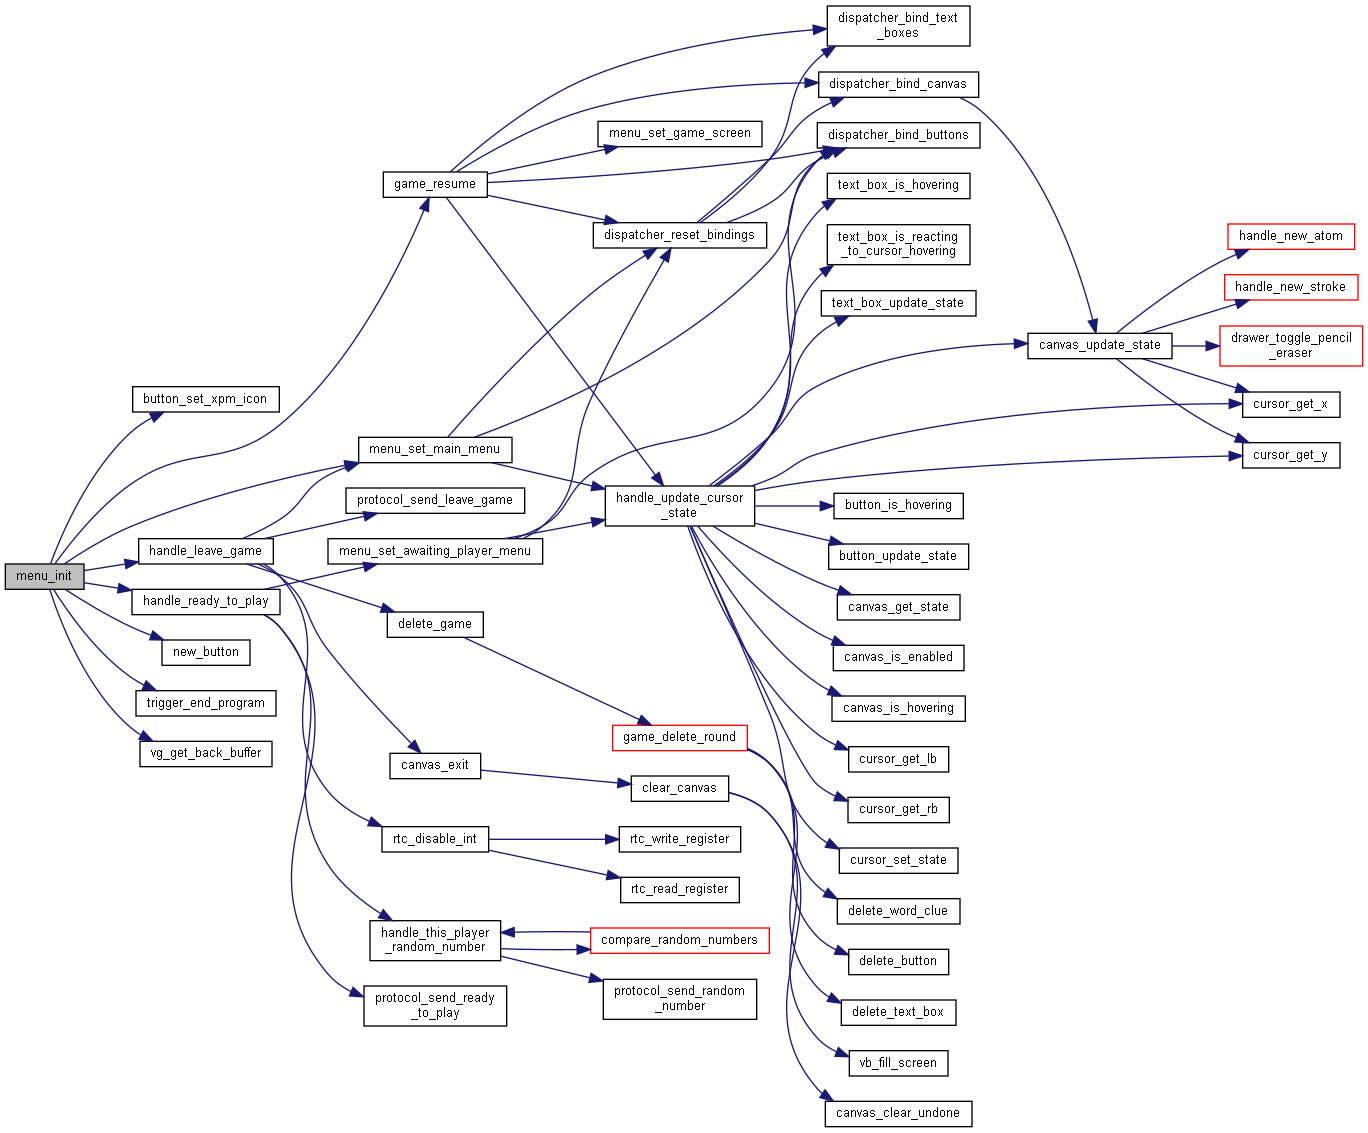 menu_init
button_set_xpm_icon
game_resume
menu_set_main_menu
handle_leave_game
handle_ready_to_play
new_button
trigger_end_program
vg_get_back_buffer
protocol_send_leave_game
menu_set_awaiting_player_menu
delete_game
canvas_exit
rtc_disable_int
handle_this_player
_random_number
protocol_send_ready
_to_play
menu_set_game_screen
dispatcher_reset_bindings
handle_update_cursor
_state
game_delete_round
clear_canvas
rtc_write_register
rtc_read_register
compare_random_numbers
protocol_send_random
_number
dispatcher_bind_text
_boxes
dispatcher_bind_canvas
dispatcher_bind_buttons
text_box_is_hovering
text_box_is_reacting
_to_cursor_hovering
text_box_update_state
button_is_hovering
button_update_state
canvas_get_state
canvas_is_enabled
canvas_is_hovering
cursor_get_lb
cursor_get_rb
cursor_set_state
delete_word_clue
delete_button
delete_text_box
vb_fill_screen
canvas_clear_undone
canvas_update_state
handle_new_atom
handle_new_stroke
drawer_toggle_pencil
_eraser
cursor_get_x
cursor_get_y